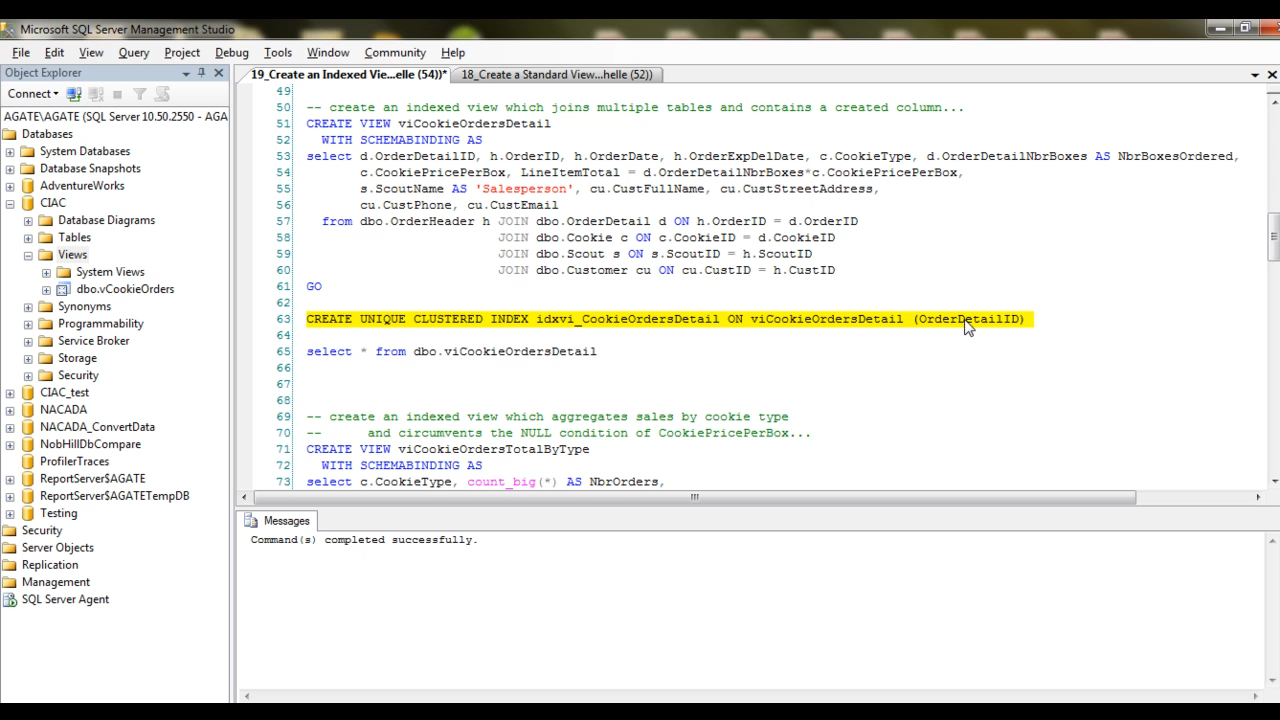 Microsoft SQL Server Management Studio
File Edit View Query Project Debug Tools Window Community Help
Object Explorer
19_Create an Indexed Vie...elle (54))* 18_Create a Standard View...helle (52))
Connect
AGATE\AGATE (SQL Server 10.50.2550 - AGA
Databases
System Databases
Database Snapshots
AdventureWorks
CIAC
Database Diagrams
Tables
Views
System Views
dbo.vCookieOrders
Synonyms
Programmability
Service Broker
Storage
Security
CIAC_test
NACADA
NACADA_ConvertData
NobHillDbCompare
ProfilerTraces
ReportServer$AGATE
ReportServer$AGATETempDB
Testing
Security
Server Objects
Replication
Management
SQL Server Agent
49
50 -- create an indexed view which joins multiple tables and contains a created column...
51 CREATE VIEW viCookieOrdersDetail
52 WITH SCHEMABINDING AS
53 select d.OrderDetailID, h.OrderID, h.OrderDate, h.OrderExpDelDate, c.CookieType, d.OrderDetailNbrBoxes AS NbrBoxesOrdered,
54 c.CookiePricePerBox, LineItemTotal = d.OrderDetailNbrBoxes*c.CookiePricePerBox,
55 s.ScoutName AS 'Salesperson', cu.CustFullName, cu.CustStreetAddress,
56 cu.CustPhone, cu.CustEmail
57 from dbo.OrderHeader h JOIN dbo.OrderDetail d ON h.OrderID = d.OrderID
58 JOIN dbo.Cookie c ON c.CookieID = d.CookieID
59 JOIN dbo.Scout s ON s.ScoutID = h.ScoutID
60 JOIN dbo.Customer cu ON cu.CustID = h.CustID
61 GO
62
63 CREATE UNIQUE CLUSTERED INDEX idxvi_CookieOrdersDetail ON viCookieOrdersDetail (OrderDetailID)
64
65 select * from dbo.viCookieOrdersDetail
66
67
68
69 -- create an indexed view which aggregates sales by cookie type
70 -- and circumvents the NULL condition of CookiePricePerBox...
71 CREATE VIEW viCookieOrdersTotalByType
72 WITH SCHEMABINDING AS
73 select c.CookieType, count_big(*) AS NbrOrders,
Messages
Command(s) completed successfully.